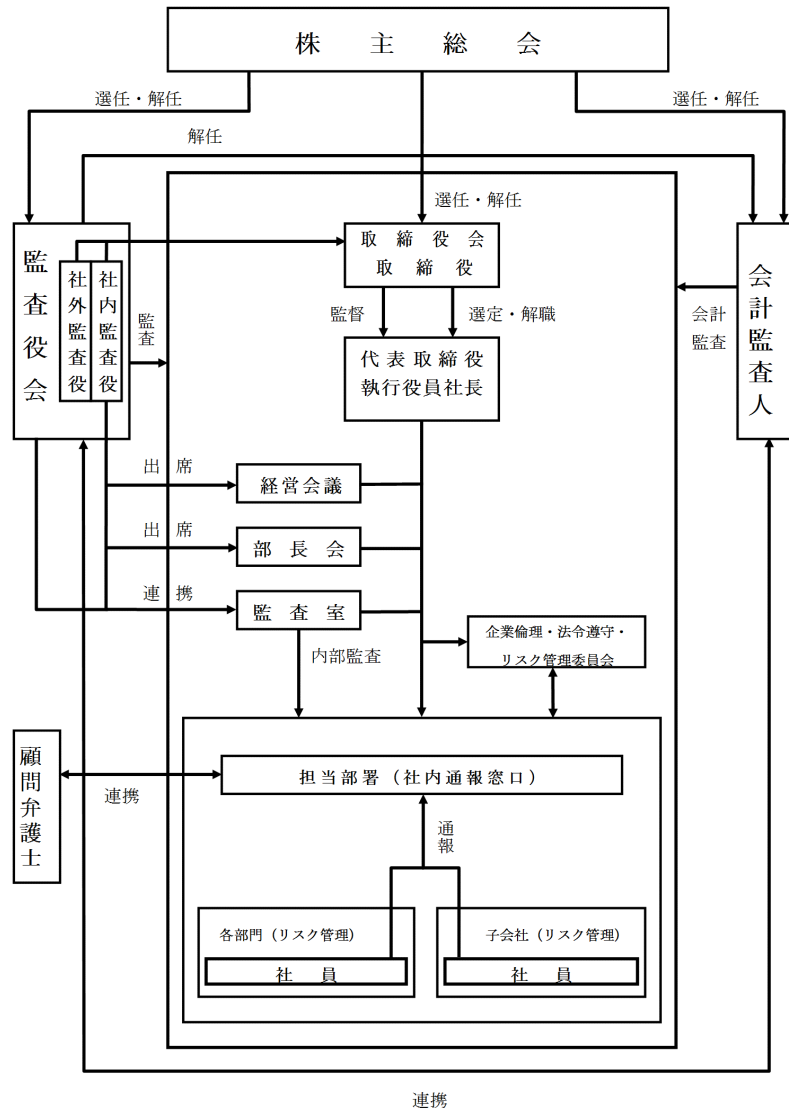 株主総会
選任・解任
選任・解任
解任
選任・解任
監査役会
社外監査役
社内監査役
監査
取締役会
取締役
会計監査
会計監査人
監督
選定・解職
代表取締役
執行役員社長
出席
経営会議
出席
部長会
連携
監査室
内部監査
企業倫理・法令遵守・
リスク管理委員会
顧問弁護士
連携
担当部署(社内通報窓口)
通報
各部門(リスク管理)
社員
子会社(リスク管理)
社員
連携